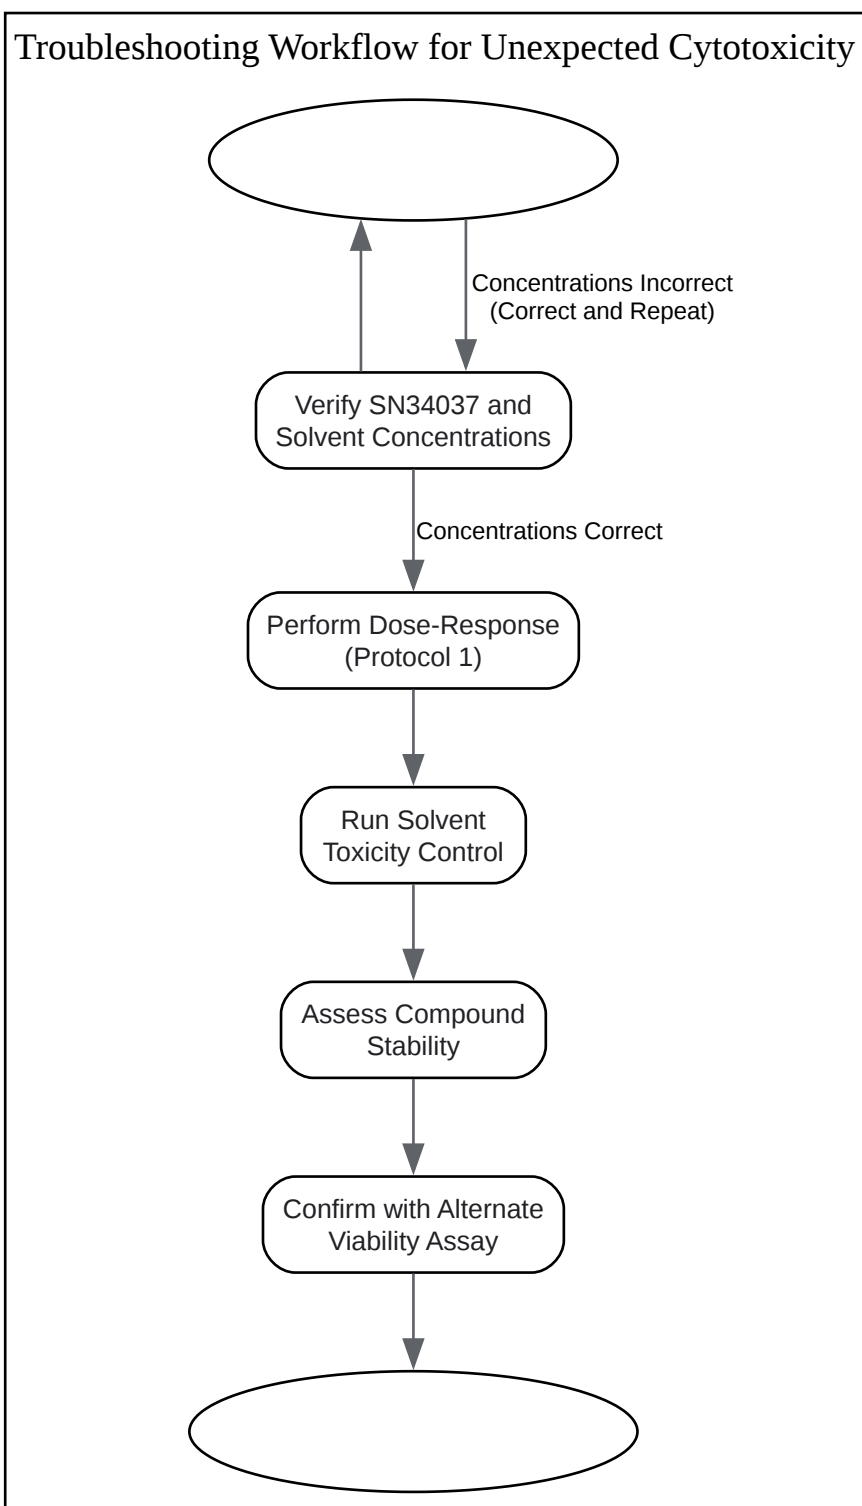 Troubleshooting Workflow for Unexpected Cytotoxicity
Concentrations Incorrect
(Correct and Repeat)
Verify SN34037 and
Solvent Concentrations
Concentrations Correct
Perform Dose-Response
(Protocol 1)
Run Solvent
Toxicity Control
Assess Compound
Stability
Confirm with Alternate
Viability Assay